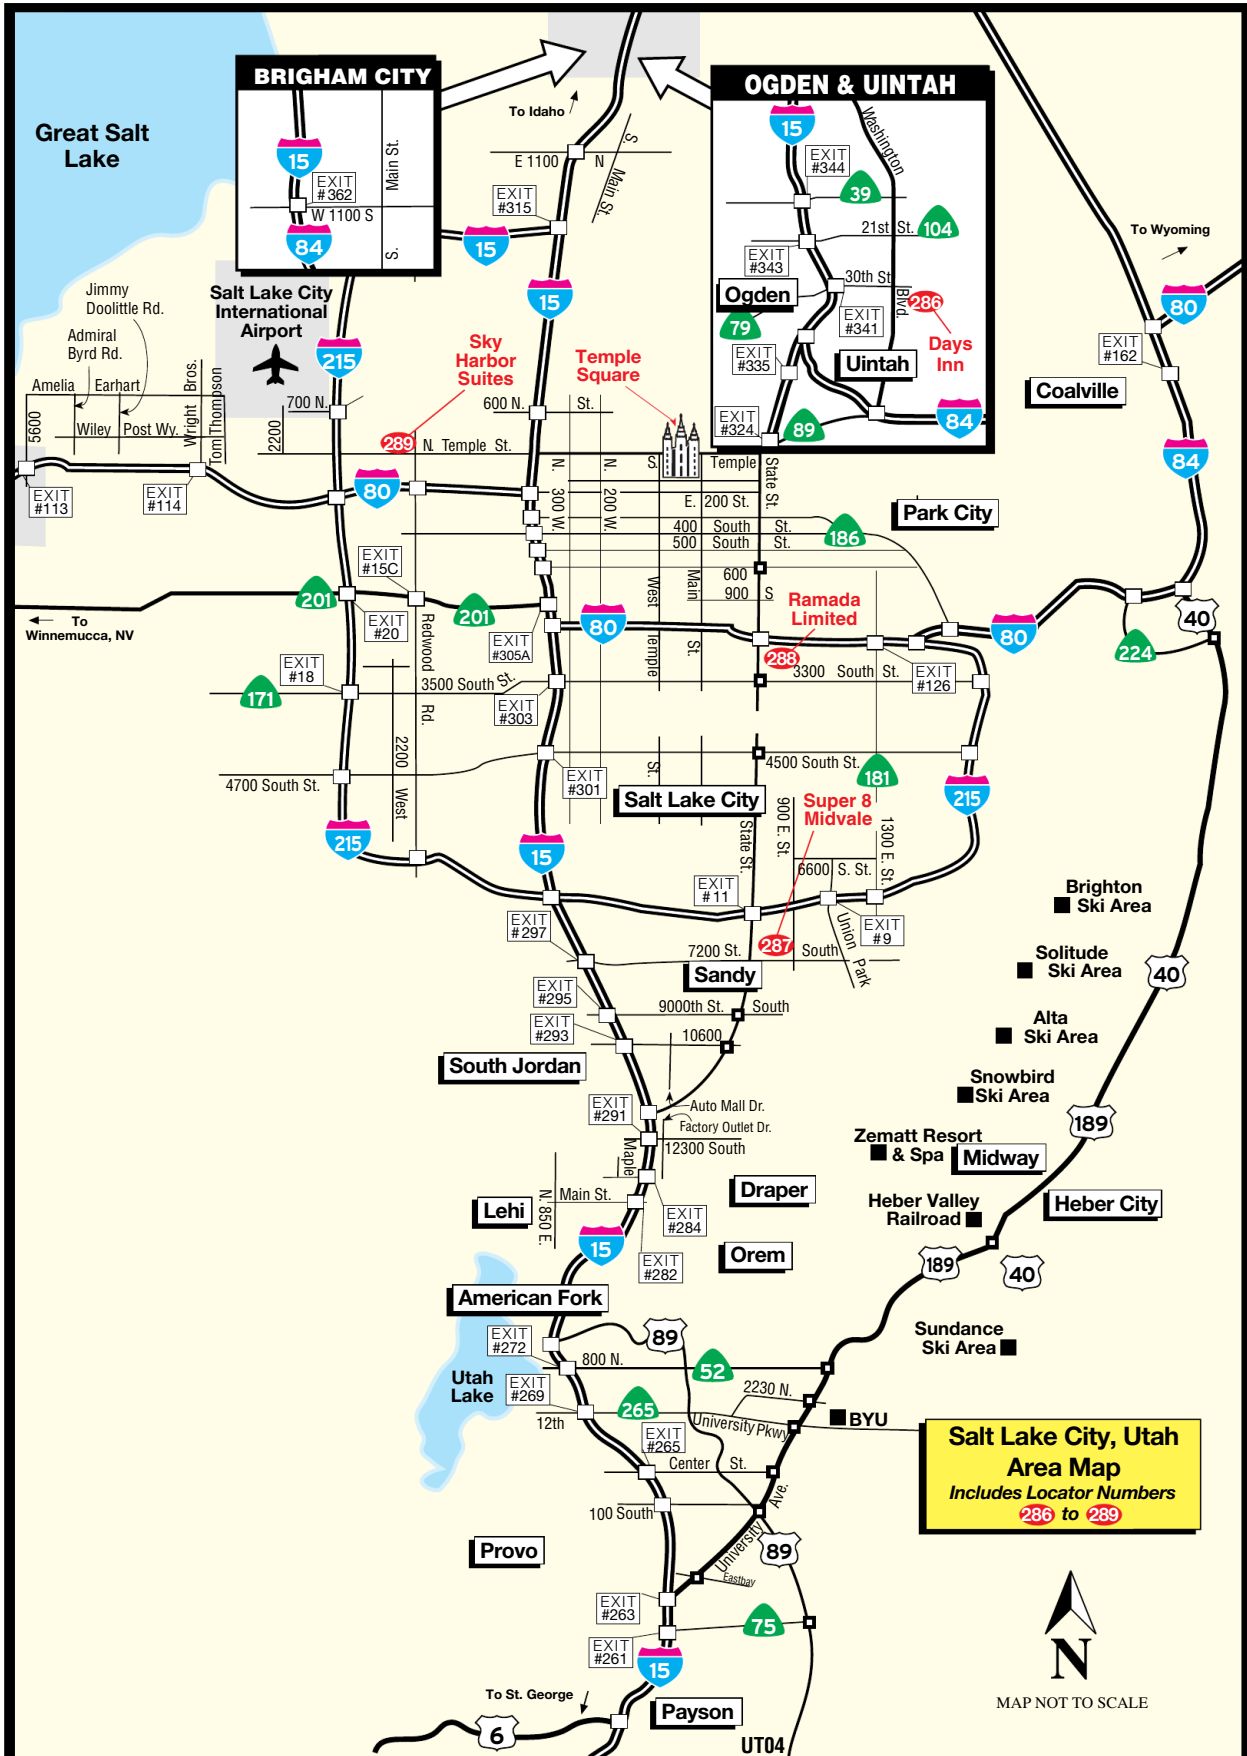 BRIGHAM CITY
15
EXIT
#362
W 1100 S
84
Main St.
S.
OGDEN & UINTAH
15
Washington
Blvd.
EXIT
#344
39
21st St.
104
EXIT
#343
30th St
Ogden
286
EXIT
#341
79
Days
Inn
EXIT
#335
Uintah
EXIT
#324
89
84
Great Salt
Lake
To Idaho
E 1100 N
S.
Main St.
EXIT
#315
15
15
To Wyoming
80
EXIT
#162
Coalville
84
Jimmy
Doolittle Rd.
Admiral
Byrd Rd.
Salt Lake City
International
Airport
215
Sky
Harbor
Suites
Temple
Square
Amelia Earhart
5600
Wiley Post Wy.
Wright Bros.
Tom Thompson
700 N.
2200
600 N. St.
289
N. Temple St.
S. Temple
State St.
EXIT
#113
EXIT
#114
80
N.
300 W.
N.
200 W.
E. 200 St.
400 South St.
500 South St.
186
Park City
600
900 S
West
Temple
Main
St.
EXIT
#15C
201
201
To
Winnemucca, NV
EXIT
#20
Redwood
Rd.
EXIT
#305A
80
Ramada
Limited
288
80
40
224
EXIT
#18
171
3500 South St.
EXIT
#303
3300 South St.
EXIT
#126
2200
West
4700 South St.
EXIT
#301
St.
4500 South St.
181
215
Salt Lake City
State St.
900 E. St.
Super 8
Midvale
1300 E. St.
215
15
6600 S. St.
EXIT
#11
EXIT
#297
EXIT
#9
287
7200 St. South
Union Park
Sandy
Brighton
Ski Area
Solitude
Ski Area
40
EXIT
#295
9000th St. South
EXIT
#293
10600
Alta
Ski Area
South Jordan
Snowbird
Ski Area
EXIT
#291
Auto Mall Dr.
Factory Outlet Dr.
12300 South
Maple
189
Zematt Resort
& Spa
Midway
Draper
Heber Valley
Railroad
Heber City
Lehi
N. 850 E.
Main St.
EXIT
#284
15
EXIT
#282
Orem
189
40
American Fork
EXIT
#272
89
Sundance
Ski Area
800 N.
52
Utah
Lake
EXIT
#269
2230 N.
12th
265
University Pkwy
BYU
EXIT
#265
Center St.
100 South
University Ave.
89
Eastbay
Provo
Salt Lake City, Utah
Area Map
Includes Locator Numbers
286 to 289
EXIT
#263
75
EXIT
#261
15
N
MAP NOT TO SCALE
To St. George
Payson
6
UT04